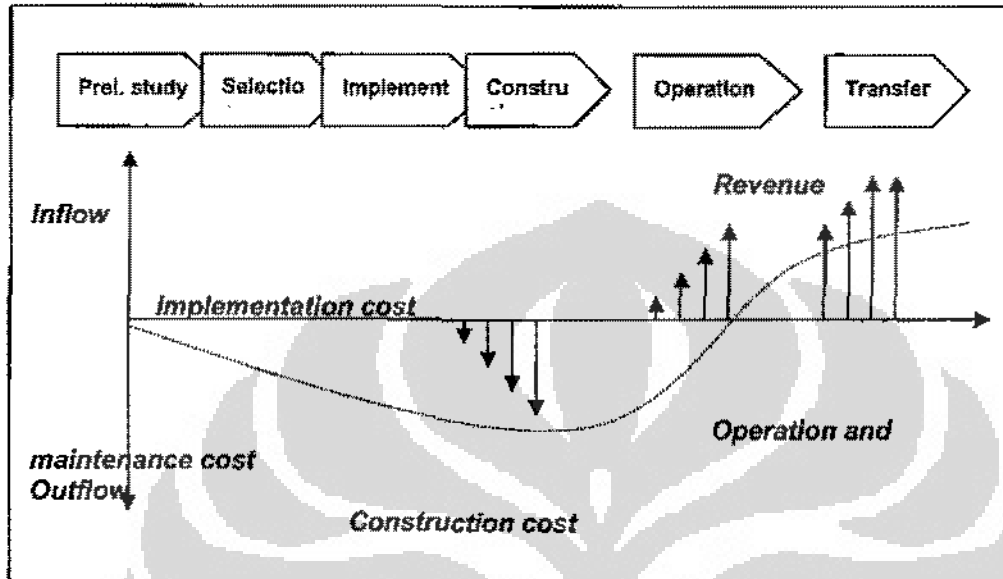 Prel. study
Selectio
Implement
Constru
Operation
Transfer
Revenue
Inflow
Implementation cost
Operation and
maintenance cost
Outflow
Construction cost